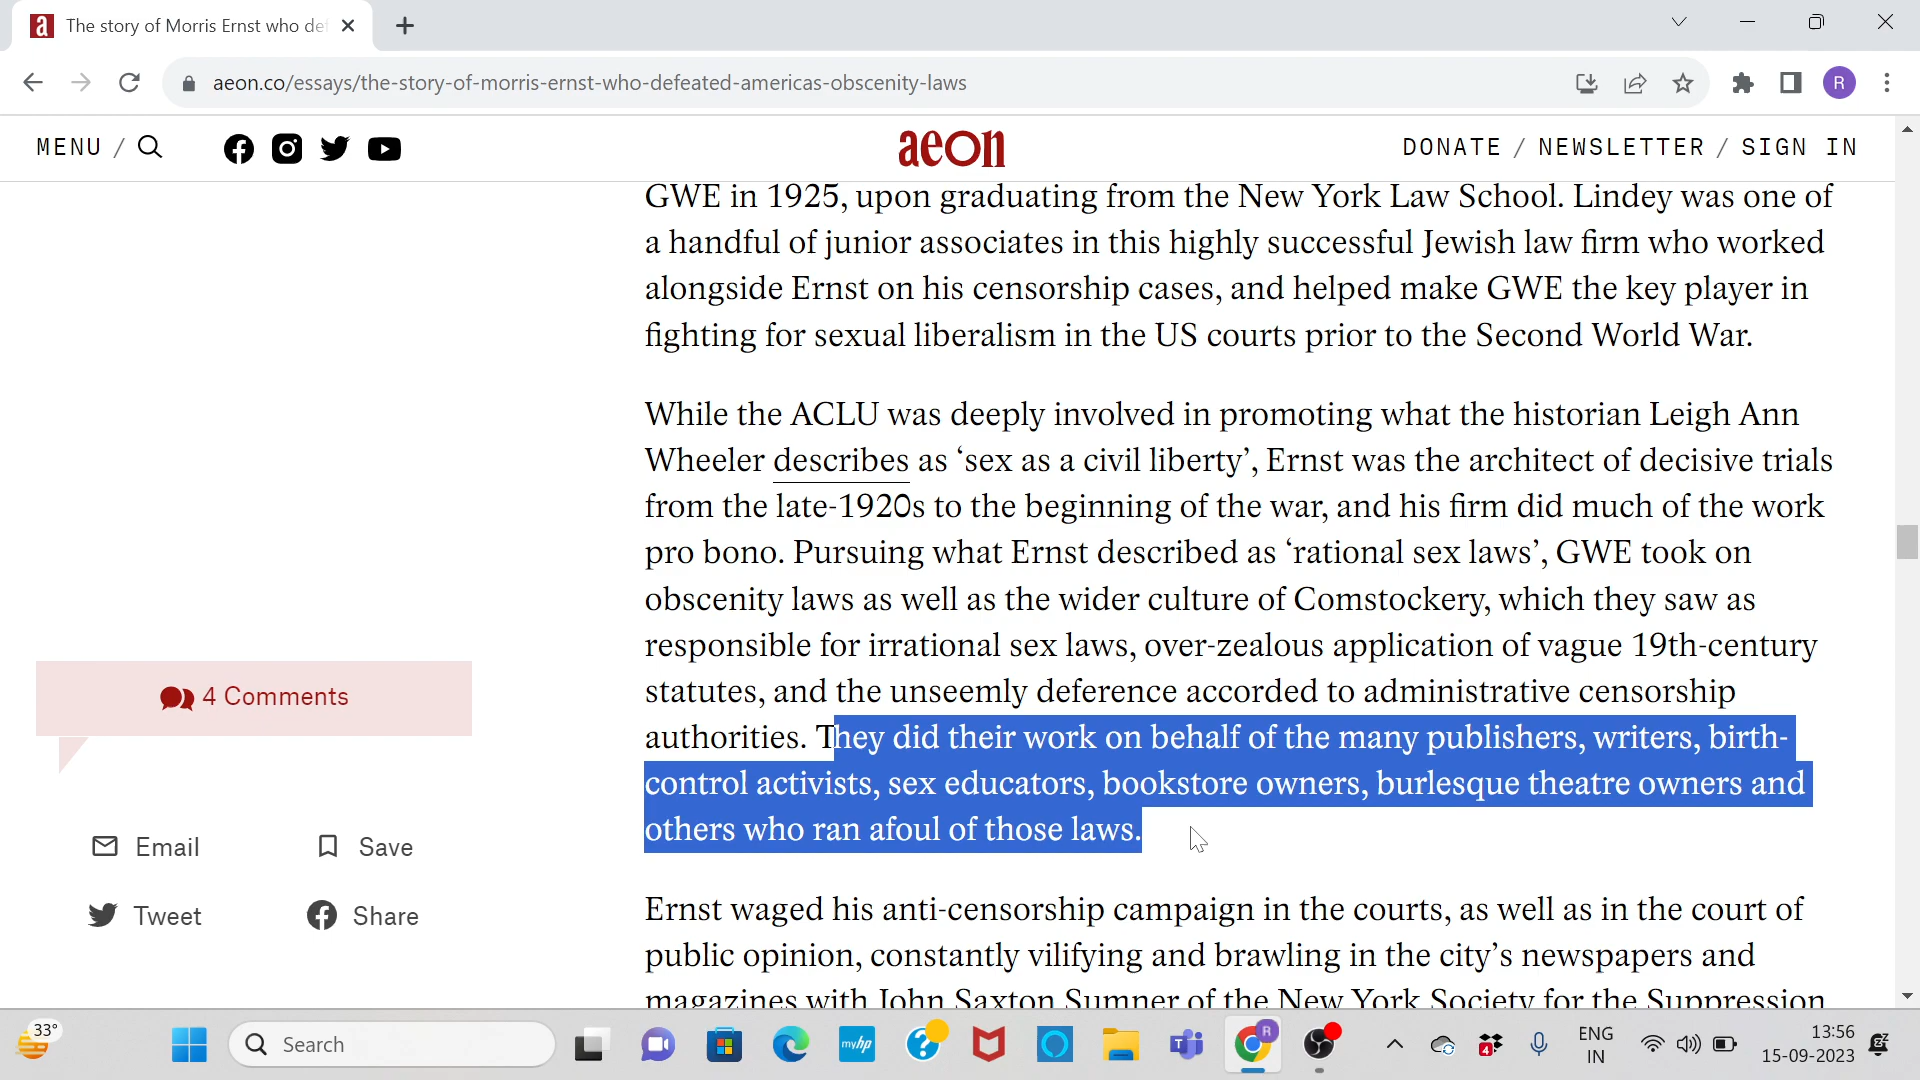 The story of Morris Ernst who def
aeon.co/essays/the-story-of-morris-ernst-who-defeated-americas-obscenity-laws
R
MENU /
aeon
DONATE / NEWSLETTER / SIGN IN
GWE in 1925, upon graduating from the New York Law School. Lindey was one of
a handful of junior associates in this highly successful Jewish law firm who worked
alongside Ernst on his censorship cases, and helped make GWE the key player in
fighting for sexual liberalism in the US courts prior to the Second World War.
While the ACLU was deeply involved in promoting what the historian Leigh Ann
Wheeler describes as ‘sex as a civil liberty’, Ernst was the architect of decisive trials
from the late-1920s to the beginning of the war, and his firm did much of the work
pro bono. Pursuing what Ernst described as ‘rational sex laws’, GWE took on
obscenity laws as well as the wider culture of Comstockery, which they saw as
responsible for irrational sex laws, over-zealous application of vague 19th-century
statutes, and the unseemly deference accorded to administrative censorship
authorities. They did their work on behalf of the many publishers, writers, birth-
control activists, sex educators, bookstore owners, burlesque theatre owners and
others who ran afoul of those laws.
Ernst waged his anti-censorship campaign in the courts, as well as in the court of
public opinion, constantly vilifying and brawling in the city’s newspapers and
magazines with John Saxton Sumner of the New York Society for the Suppression
4 Comments
Email
Save
Tweet
Share
33°
Search
myhp
R
4
ENG
IN
13:56
15-09-2023